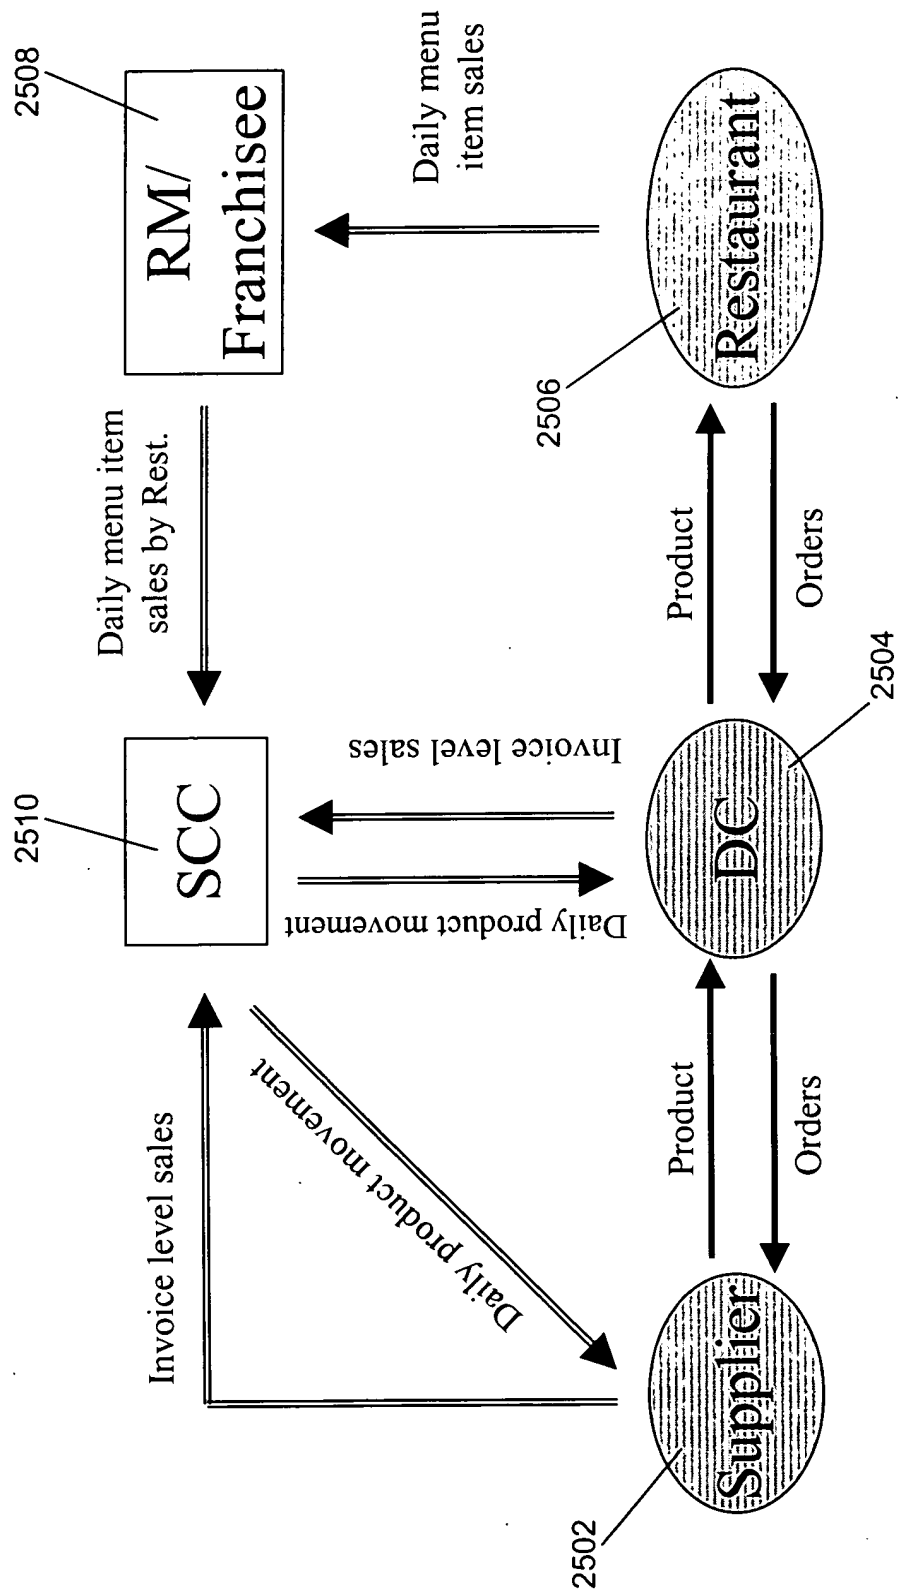 2510
2508
SCC
RM/
Franchisee
Invoice level sales
Daily menu item
sales by Rest.
Daily product movement
Daily product movement
Invoice level sales
Daily menu
item sales
2502
Supplier
Product
Orders
DC
2504
Product
Orders
2506
Restaurant